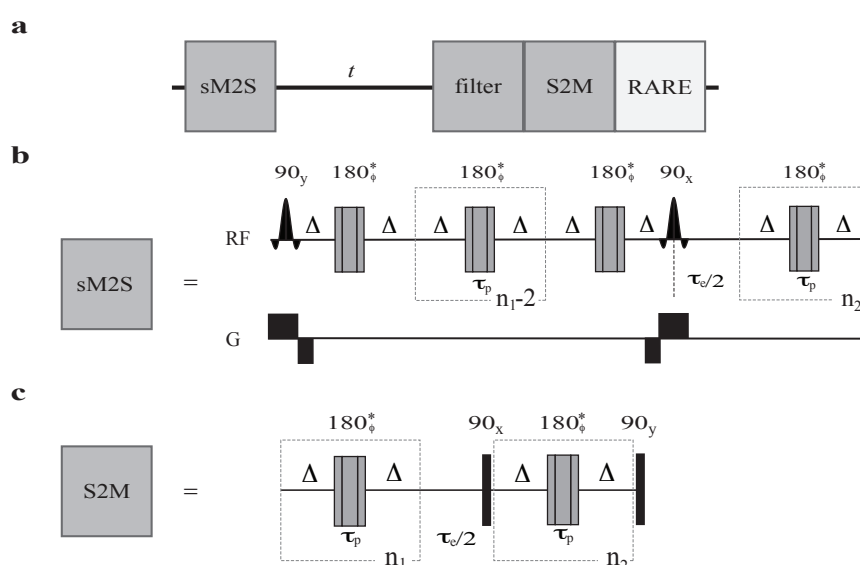 a
sM2S t filter S2M RARE
b
90y 180*ϕ 180*ϕ 180*ϕ 90x 180*ϕ
RF Δ Δ Δ Δ Δ Δ Δ Δ
τp τe/2 τp
n1-2 n2
sM2S =
G
c
180*ϕ 90x 180*ϕ 90y
Δ Δ Δ Δ
S2M =
τp τe/2 τp
n1 n2